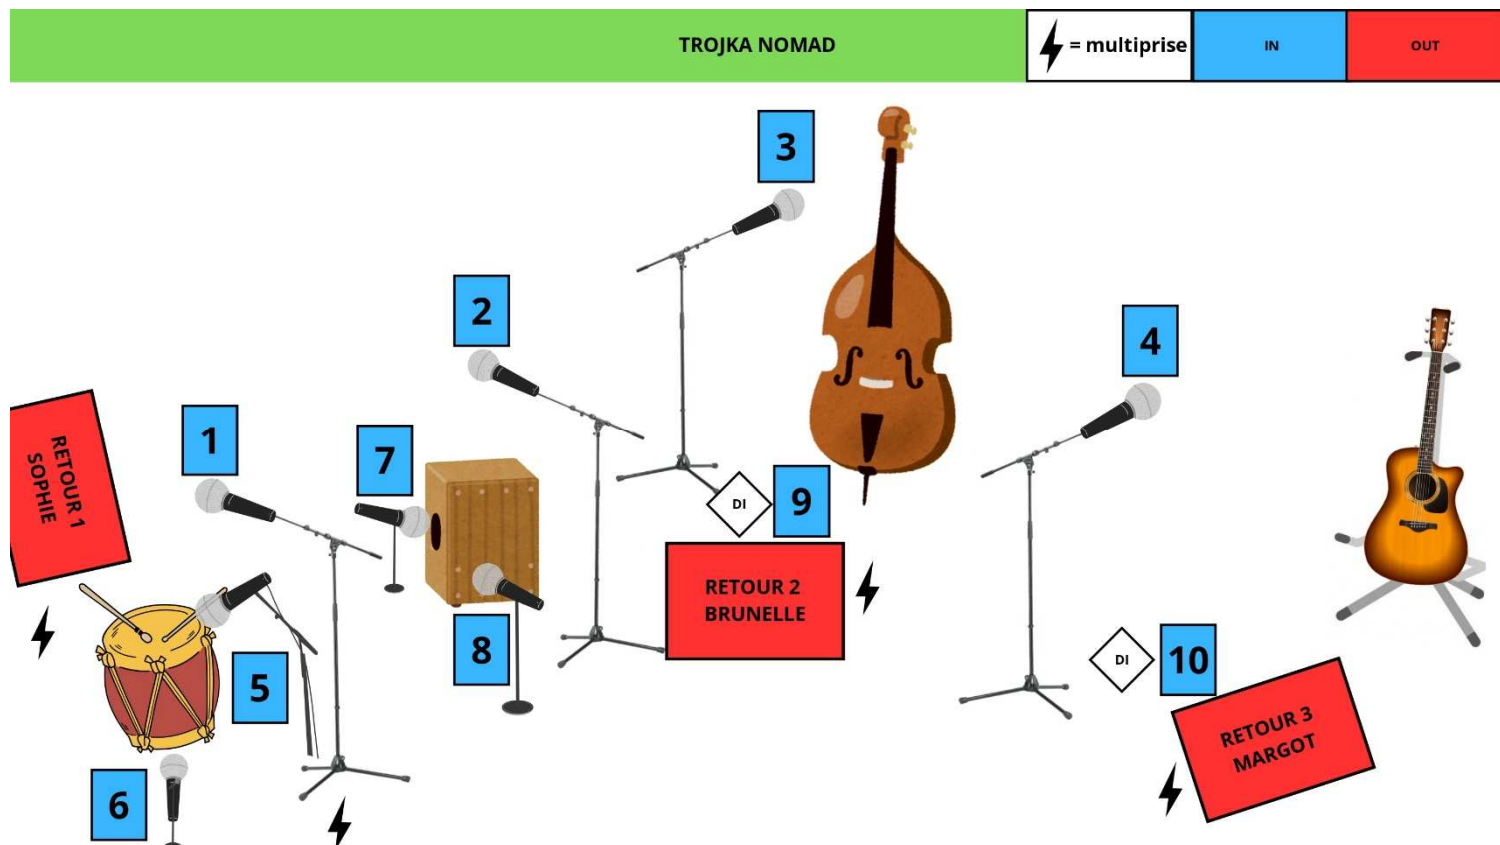 TROJKA NOMAD
= multiprise
IN
OUT
3
2
4
1
7
RETOUR 1
SOPHIE
DI
9
RETOUR 2
BRUNELLE
8
5
DI
10
RETOUR 3
MARGOT
6